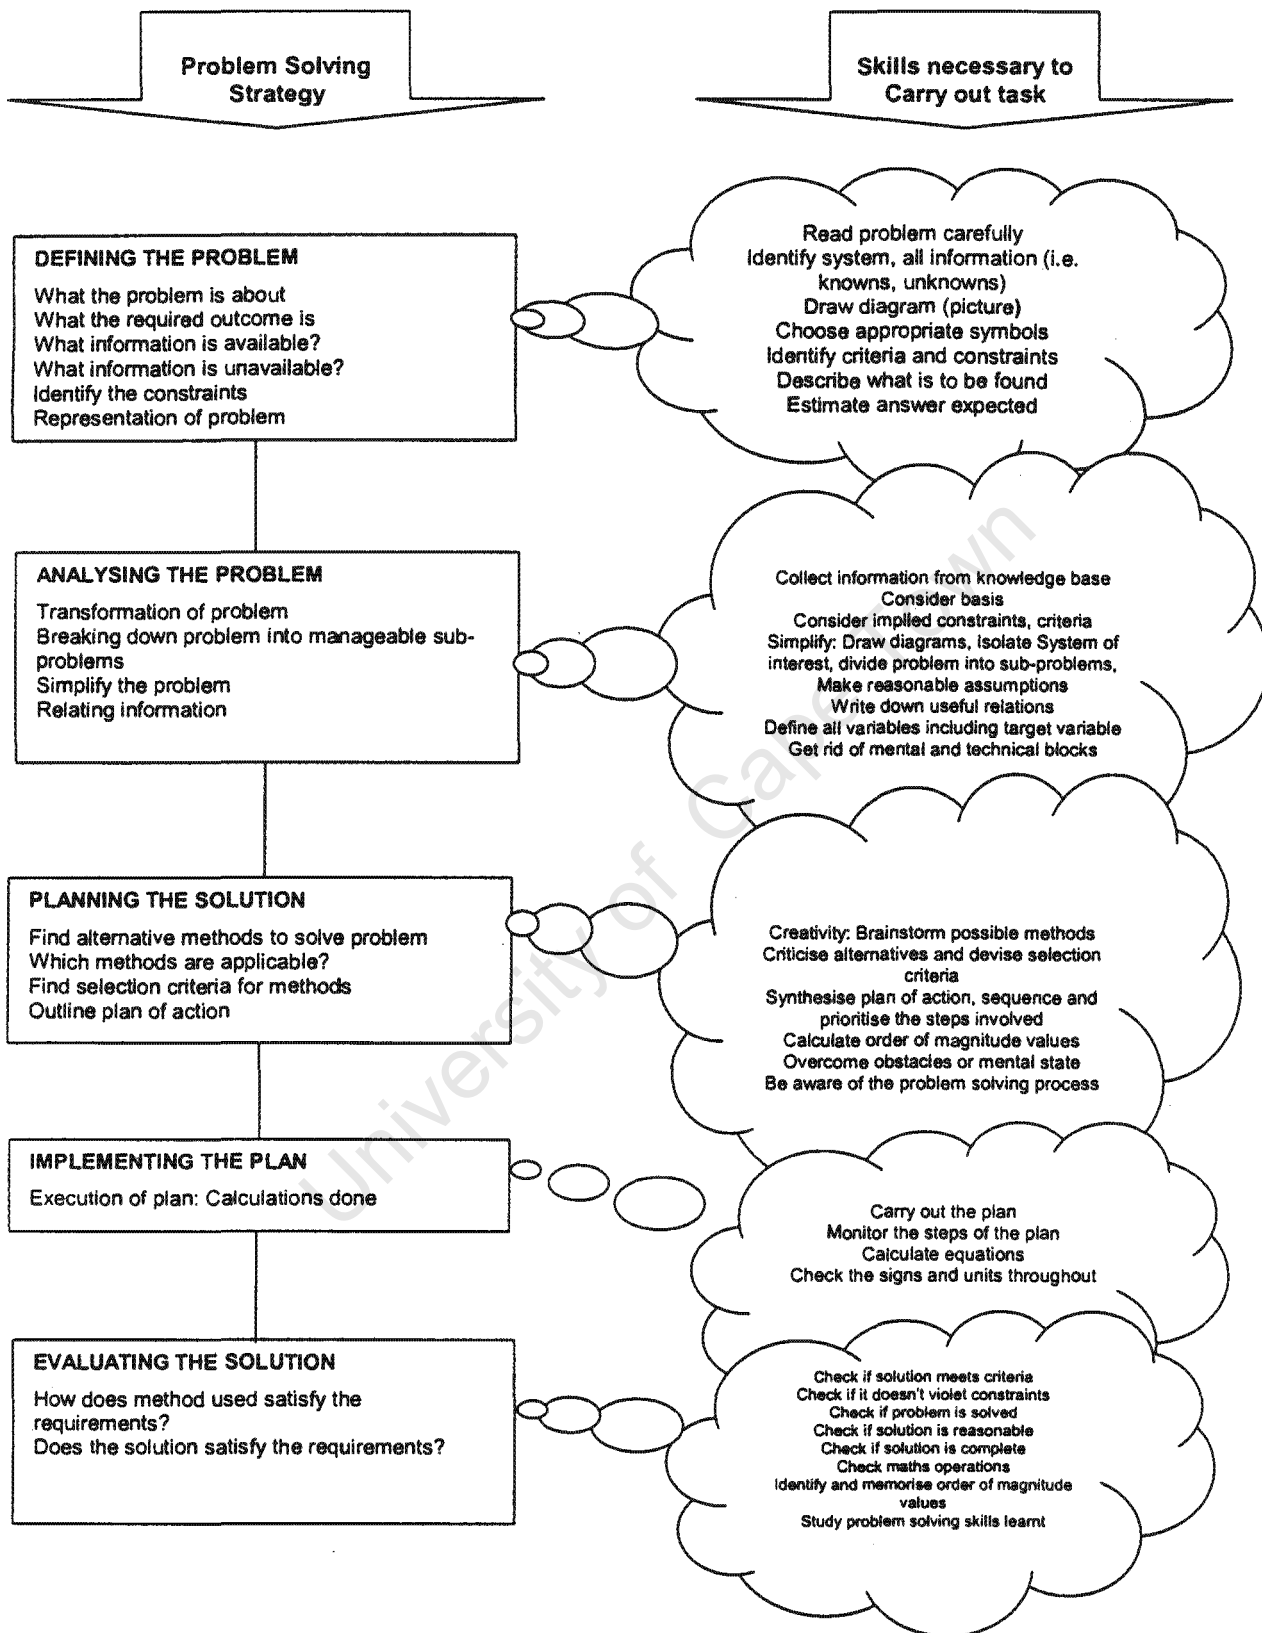 Problem Solving
Strategy
Skills necessary to
Carry out task
DEFINING THE PROBLEM
What the problem is about
What the required outcome is
What information is available?
What information is unavailable?
Identify the constraints
Representation of problem
Read problem carefully
Identify system, all information (i.e.
knowns, unknowns)
Draw diagram (picture)
Choose appropriate symbols
Identify criteria and constraints
Describe what is to be found
Estimate answer expected
ANALYSING THE PROBLEM
Transformation of problem
Breaking down problem into manageable sub-
problems
Simplify the problem
Relating information
Collect information from knowledge base
Consider basis
Consider implied constraints, criteria
Simplify: Draw diagrams, Isolate System of
interest, divide problem into sub-problems,
Make reasonable assumptions
Write down useful relations
Define all variables including target variable
Get rid of mental and technical blocks
PLANNING THE SOLUTION
Find alternative methods to solve problem
Which methods are applicable?
Find selection criteria for methods
Outline plan of action
Creativity: Brainstorm possible methods
Criticise alternatives and devise selection
criteria
Synthesise plan of action, sequence and
prioritise the steps involved
Calculate order of magnitude values
Overcome obstacles or mental state
Be aware of the problem solving process
IMPLEMENTING THE PLAN
Execution of plan: Calculations done
Carry out the plan
Monitor the steps of the plan
Calculate equations
Check the signs and units throughout
EVALUATING THE SOLUTION
How does method used satisfy the
requirements?
Does the solution satisfy the requirements?
Check if solution meets criteria
Check if it doesn't violet constraints
Check if problem is solved
Check if solution is reasonable
Check if solution is complete
Check maths operations
Identify and memorise order of magnitude
values
Study problem solving skills learnt
University of Cape Town